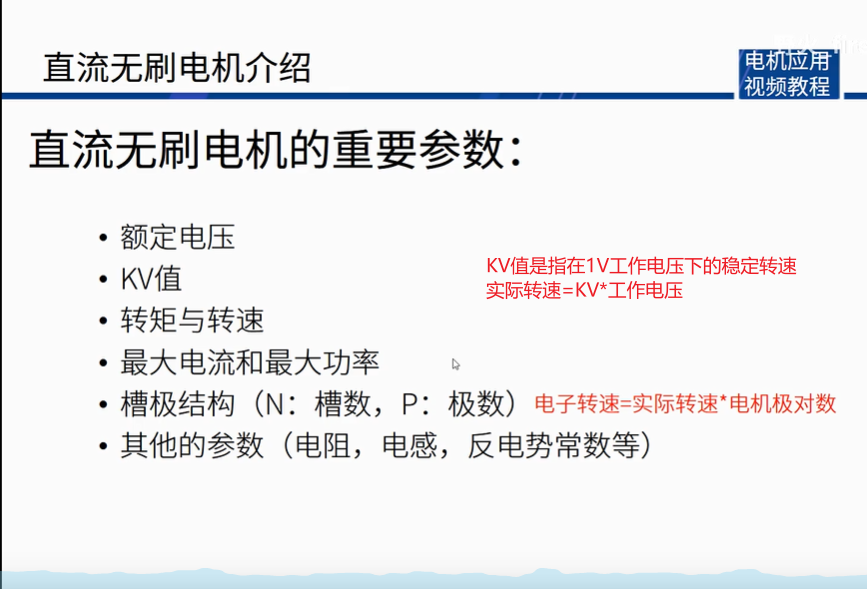 直流无刷电机介绍
电机应用
视频教程
直流无刷电机的重要参数：
• 额定电压
• KV值
KV值是指在1V工作电压下的稳定转速
实际转速=KV*工作电压
• 转矩与转速
• 最大电流和最大功率
• 槽极结构（N：槽数，P：极数）电子转速=实际转速*电机极对数
• 其他的参数（电阻，电感，反电势常数等）